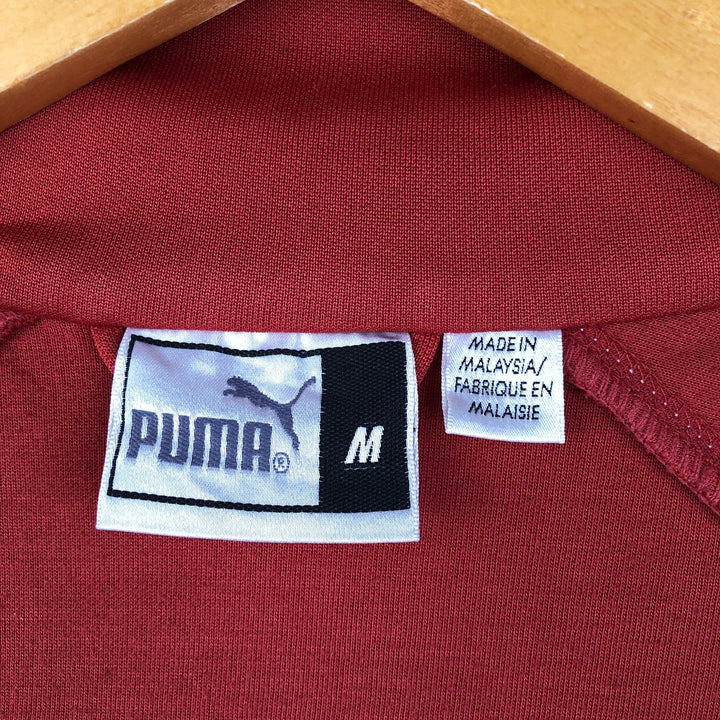 PUMA®
M
MADE IN
MALAYSIA/
FABRIQUE EN
MALAISIE